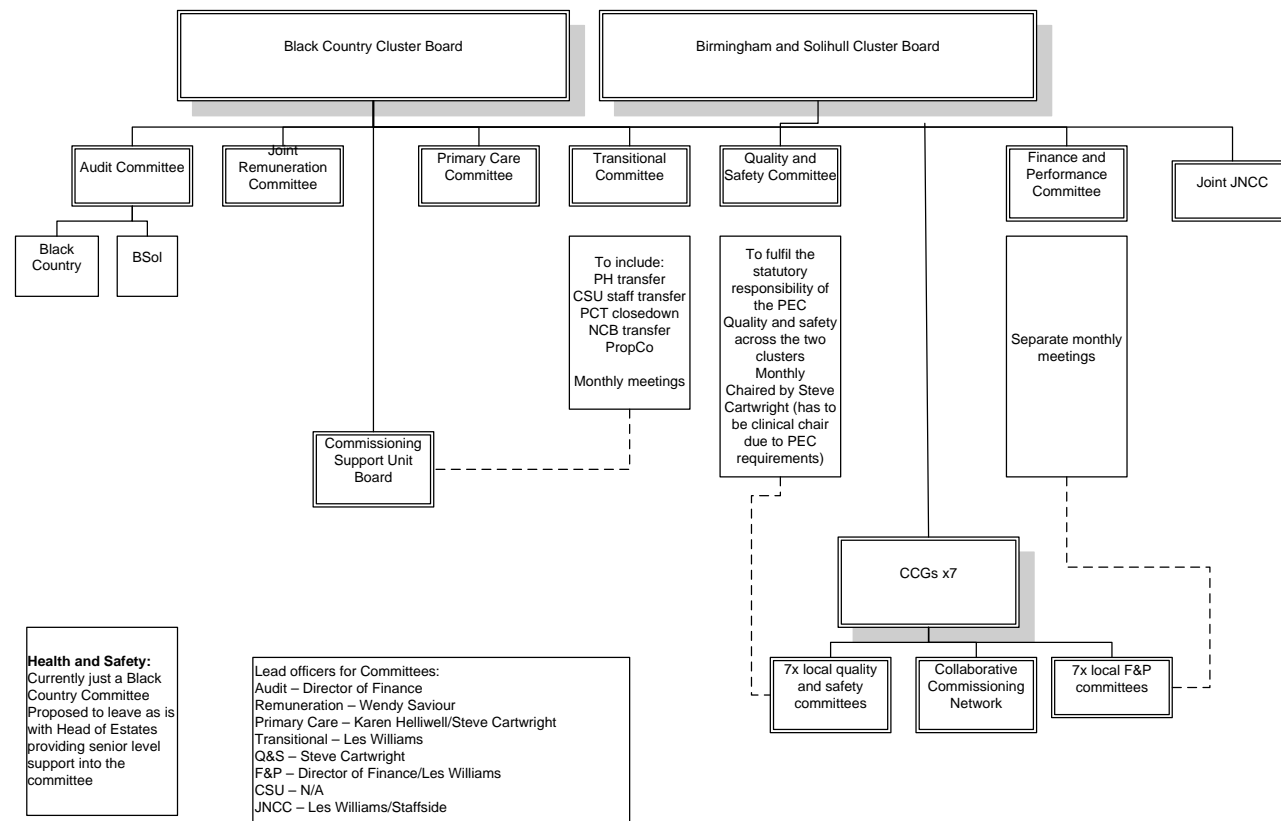 Black Country Cluster Board
Birmingham and Solihull Cluster Board
Audit Committee
Joint
Remuneration
Committee
Primary Care
Committee
Transitional
Committee
Quality and
Safety Committee
Finance and
Performance
Committee
Joint JNCC
Black
Country
BSol
To include:
PH transfer
CSU staff transfer
PCT closedown
NCB transfer
PropCo
Monthly meetings
To fulfil the
statutory
responsibility of
the PEC
Quality and safety
across the two
clusters
Monthly
Chaired by Steve
Cartwright (has to
be clinical chair
due to PEC
requirements)
Separate monthly
meetings
Commissioning
Support Unit
Board
CCGs x7
7x local quality
and safety
committees
Collaborative
Commissioning
Network
7x local F&P
committees
Health and Safety:
Currently just a Black
Country Committee
Proposed to leave as is
with Head of Estates
providing senior level
support into the
committee
Lead officers for Committees:
Audit – Director of Finance
Remuneration – Wendy Saviour
Primary Care – Karen Helliwell/Steve Cartwright
Transitional – Les Williams
Q&S – Steve Cartwright
F&P – Director of Finance/Les Williams
CSU – N/A
JNCC – Les Williams/Staffside